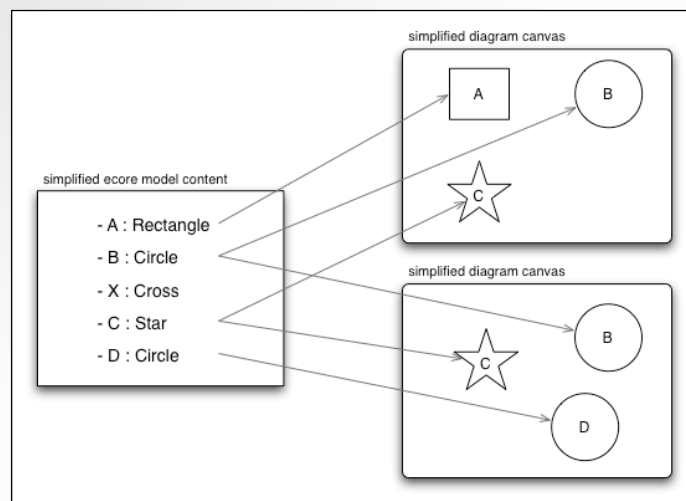 simplified diagram canvas
A
B
C
simplified ecore model content
- A : Rectangle
- B : Circle
- X : Cross
- C : Star
- D : Circle
simplified diagram canvas
B
C
D